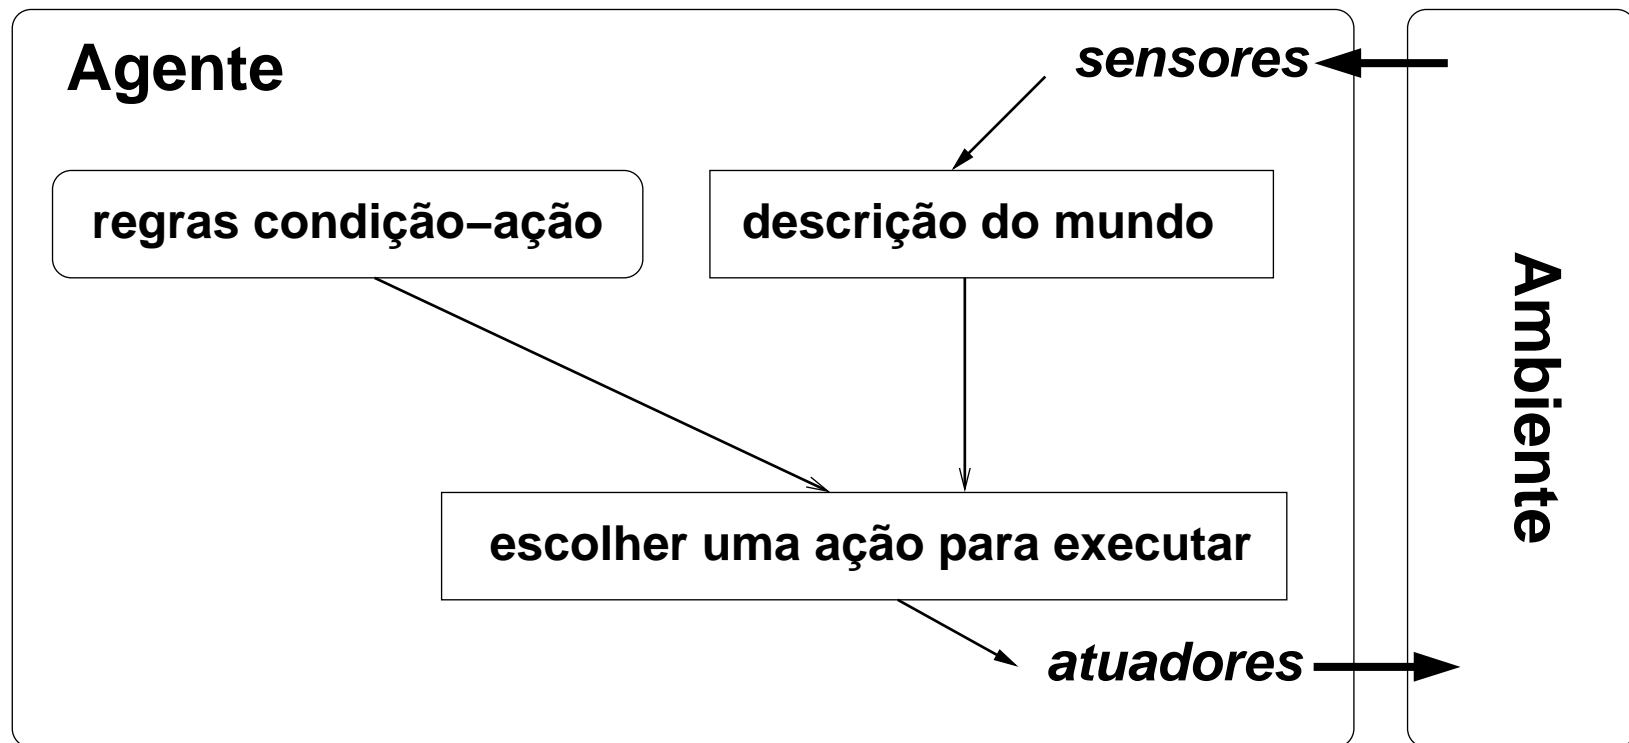 Agente
sensores
regras condição−ação
descrição do mundo
Ambiente
escolher uma ação para executar
atuadores